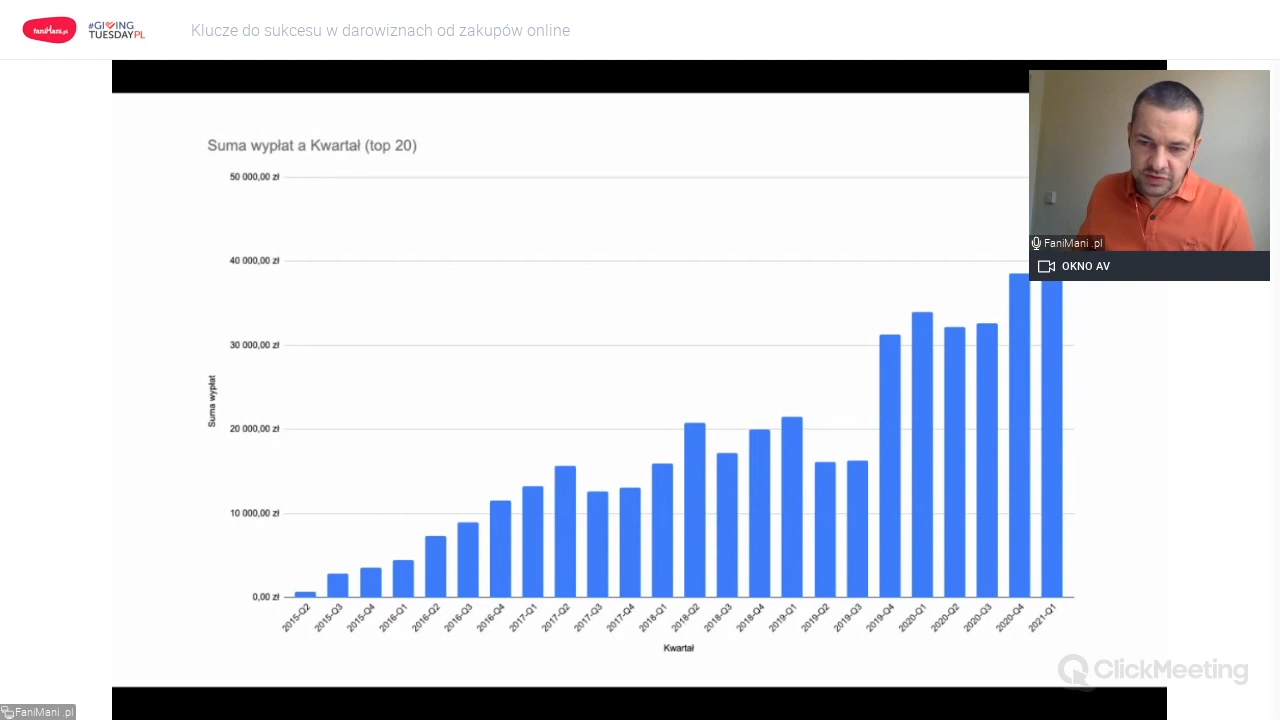 faniMani.pl
#GIVING
TUESDAYPL
Klucze do sukcesu w darowiznach od zakupów online
Suma wypłat a Kwartał (top 20)
50 000,00 zł
40 000,00 zł
30 000,00 zł
20 000,00 zł
10 000,00 zł
0,00 zł
Suma wypłat
2015-Q2
2015-Q3
2015-Q4
2016-Q1
2016-Q2
2016-Q3
2016-Q4
2017-Q1
2017-Q2
2017-Q3
2017-Q4
2018-Q1
2018-Q2
2018-Q3
2018-Q4
2019-Q1
2019-Q2
2019-Q3
2019-Q4
2020-Q1
2020-Q2
2020-Q3
2020-Q4
2021-Q1
Kwartał
FaniMani .pl
OKNO AV
ClickMeeting
FaniMani .pl